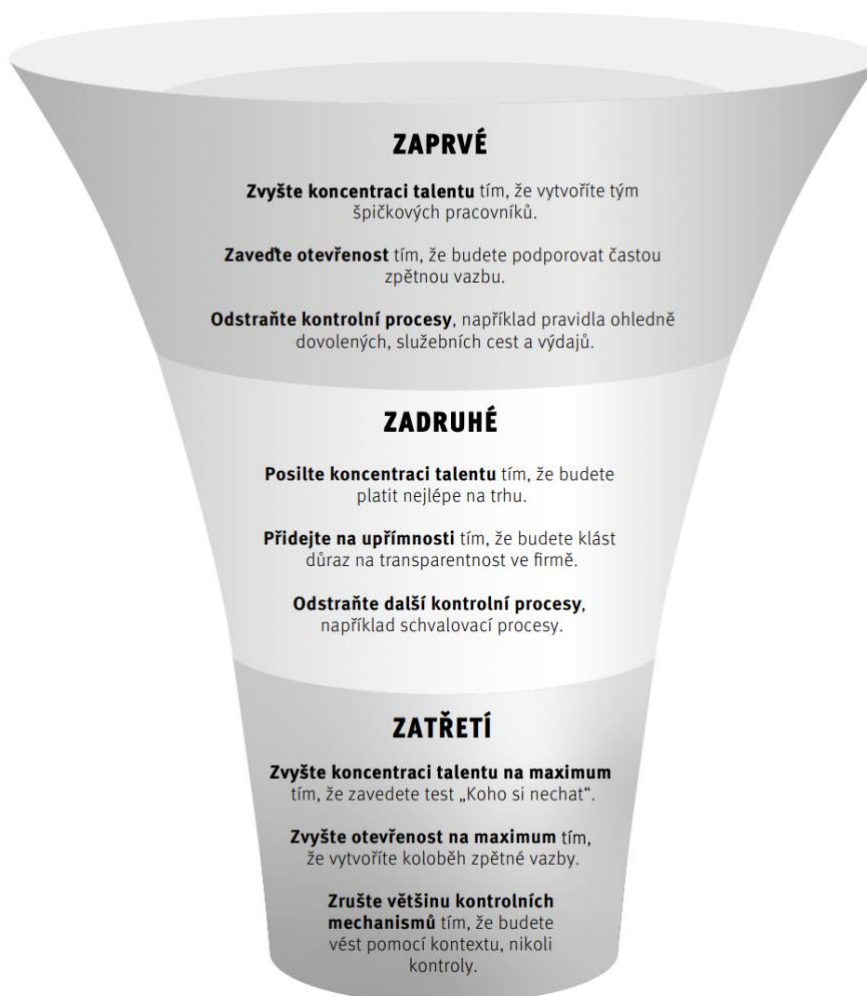 ZAPRVÉ
Zvyšte koncentraci talentu tím, že vytvoříte tým
špičkových pracovníků.
Zaveďte otevřenost tím, že budete podporovat častou
zpětnou vazbu.
Odstraňte kontrolní procesy, například pravidla ohledně
dovolených, služebních cest a výdajů.
ZADRUHÉ
Posilte koncentraci talentu tím, že budete
platit nejlépe na trhu.
Přidejte na upřímnosti tím, že budete klást
důraz na transparentnost ve firmě.
Odstraňte další kontrolní procesy,
například schvalovací procesy.
ZATŘETÍ
Zvyšte koncentraci talentu na maximum
tím, že zavedete test „Koho si nechat“.
Zvyšte otevřenost na maximum tím,
že vytvoříte koloběh zpětné vazby.
Zrušte většinu kontrolních
mechanismů tím, že budete
vést pomocí kontextu, nikoli
kontroly.